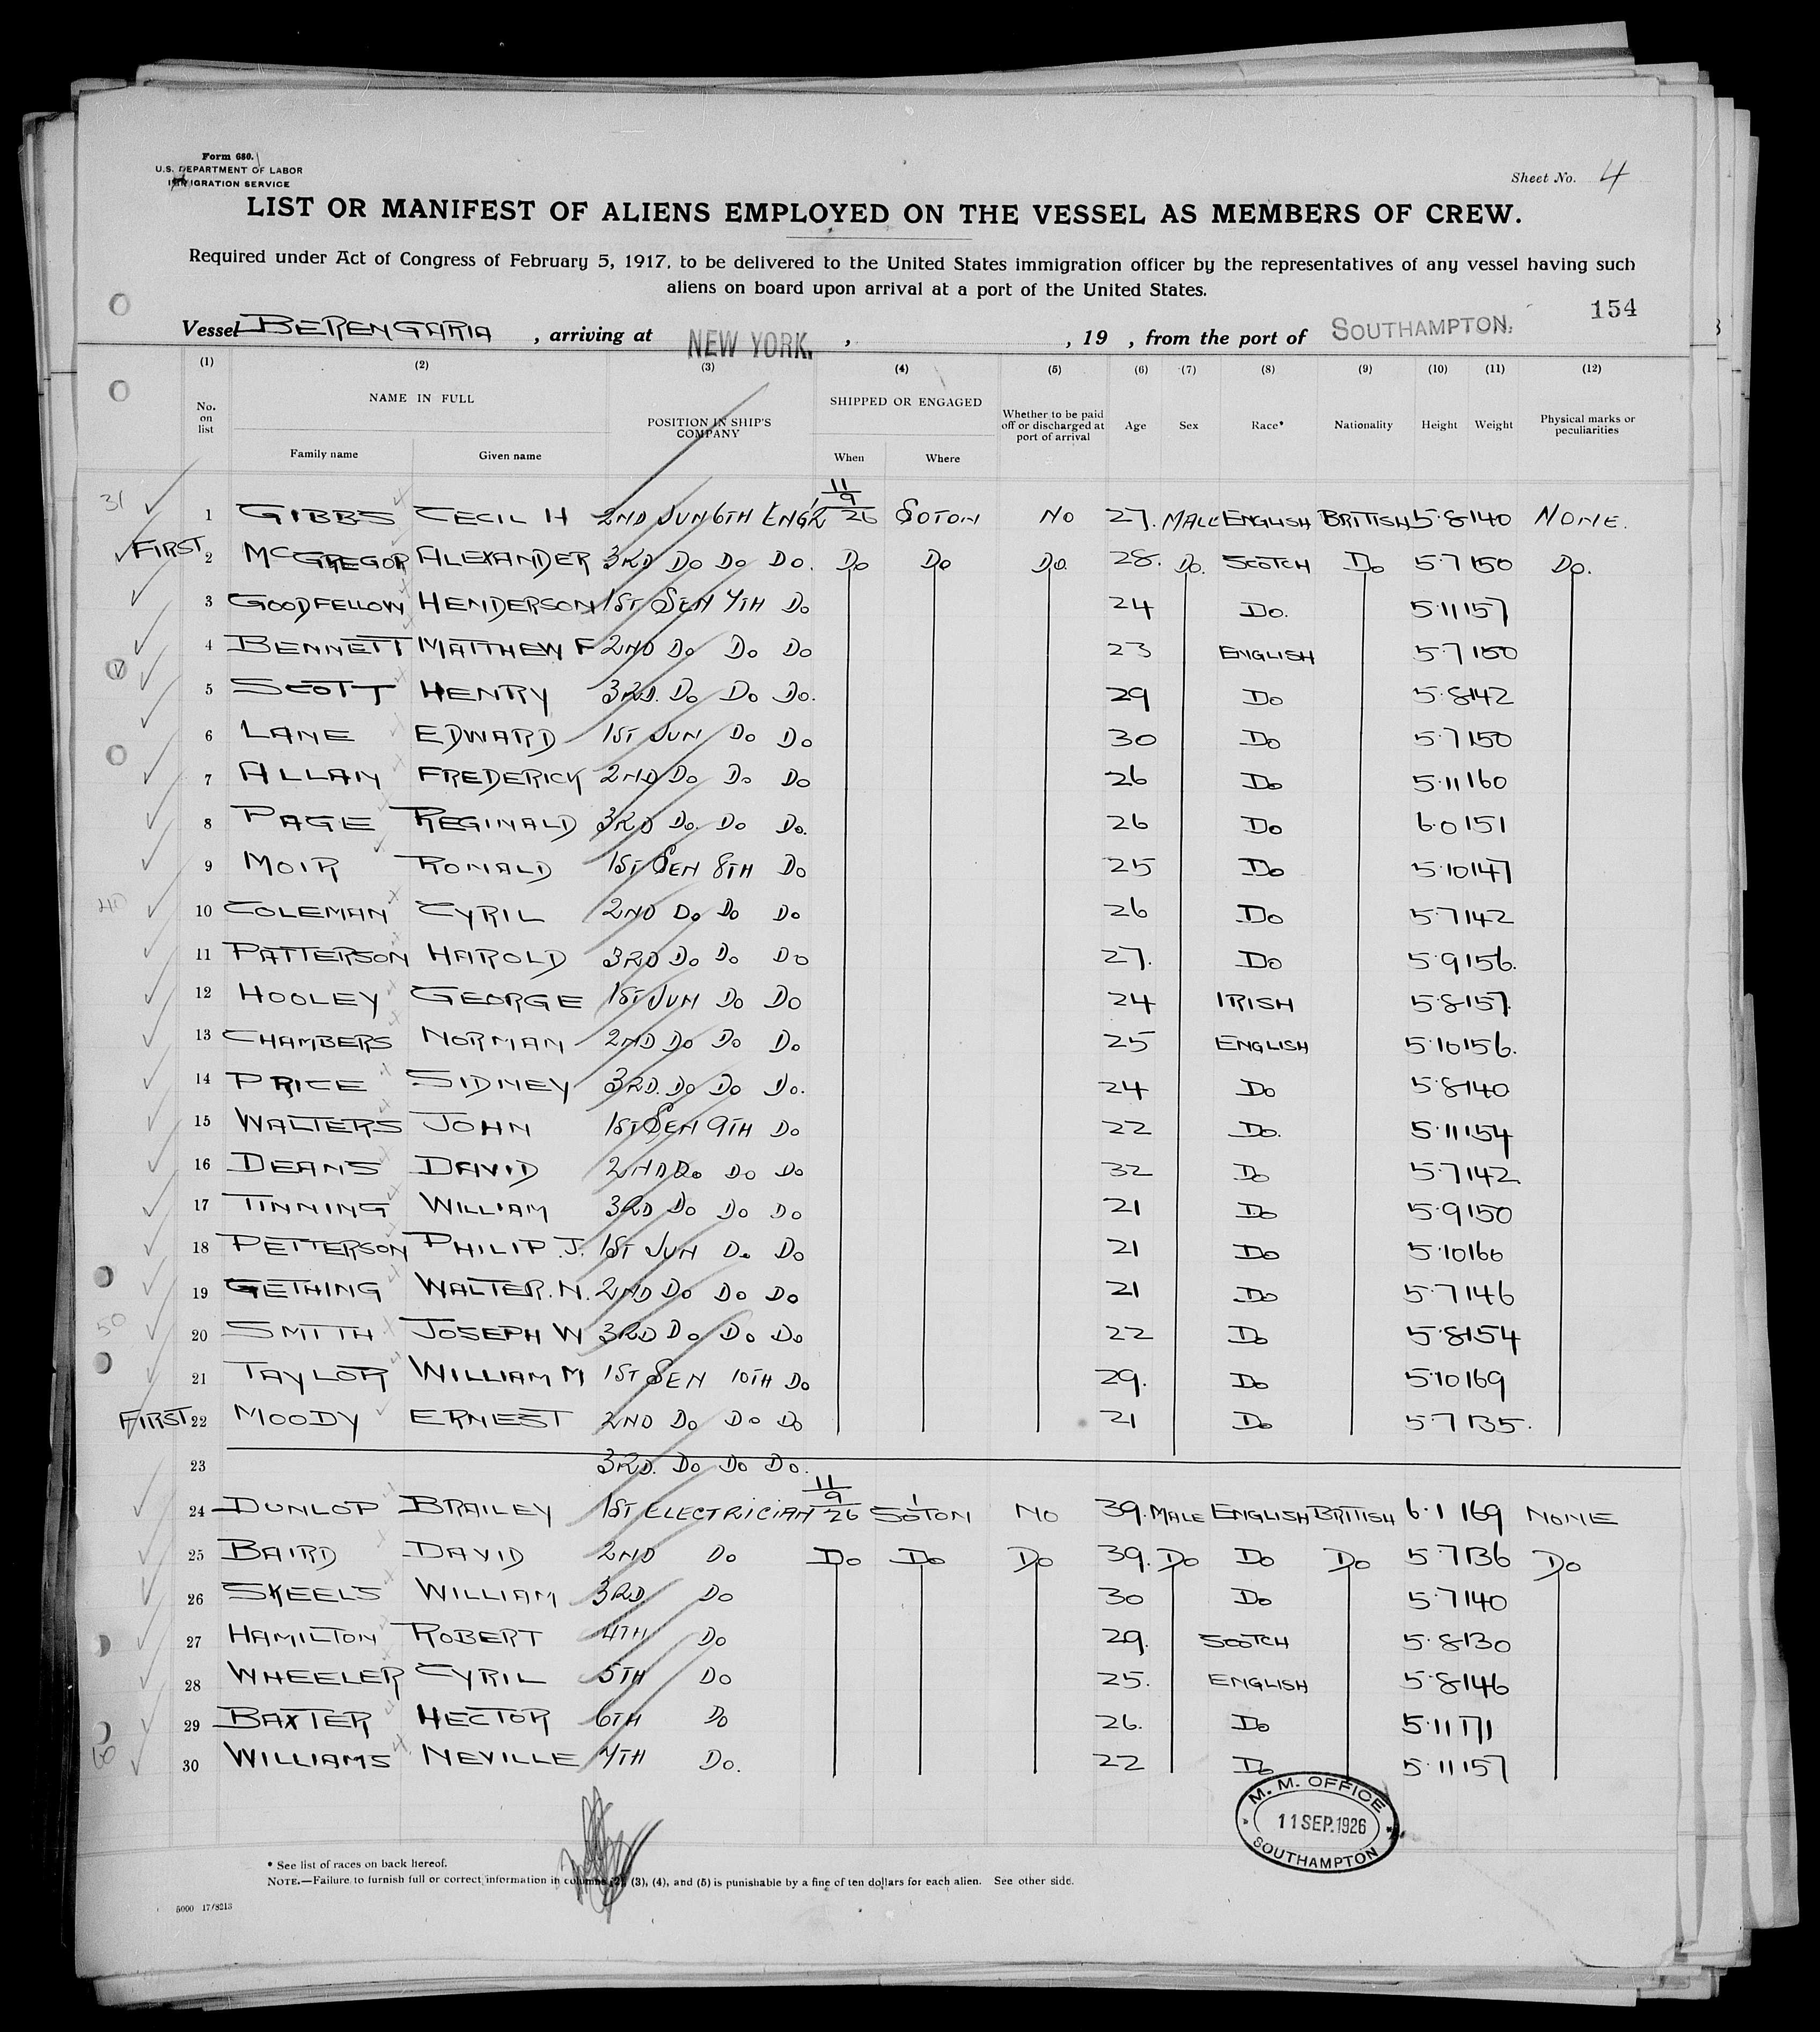 Form 680.
U.S. DEPARTMENT OF LABOR
IMMIGRATION SERVICE
Sheet No. 4
LIST OR MANIFEST OF ALIENS EMPLOYED ON THE VESSEL AS MEMBERS OF CREW.
Required under Act of Congress of February 5, 1917, to be delivered to the United States immigration officer by the representatives of any vessel having such
aliens on board upon arrival at a port of the United States.
154
Vessel BERENGARIA, arriving at NEW YORK, , 19 , from the port of SOUTHAMPTON.
(1) (2) (3) (4) (5) (6) (7) (8) (9) (10) (11) (12)
No. on list NAME IN FULL POSITION IN SHIP'S COMPANY SHIPPED OR ENGAGED Whether to be paid off or discharged at port of arrival Age Sex Race* Nationality Height Weight Physical marks or peculiarities
Family name Given name When Where
31 1 GIBBS CECIL H 2ND JUN 6TH ENGR 11/9/26 SOTON NO 27. MALE ENGLISH BRITISH 5·8 140 NONE.
FIRST 2 MCGREGOR ALEXANDER 3RD DO DO DO. DO DO DO. 28. DO. SCOTCH DO 5·7 150 DO.
3 GOODFELLOW HENDERSON 1ST SEN 7TH DO 24 DO. 5·11 157
4 BENNETT MATTHEW F 2ND DO DO DO 23 ENGLISH 5·7 150
5 SCOTT HENRY 3RD. DO DO DO. 29 DO 5·8 142
6 LANE EDWARD 1ST JUN DO DO 30 DO 5·7 150
7 ALLAN FREDERICK 2ND DO DO DO 26 DO 5·11 160
8 PAGE REGINALD 3RD DO. DO DO. 26 DO 6·0 151
9 MOIR RONALD 1ST SEN 8TH DO 25 DO 5·10 147
40 10 COLEMAN CYRIL 2ND DO DO DO 26 DO 5·7 142
11 PATTERSON HAROLD 3RD DO DO DO 27. DO 5·9 156.
12 HOOLEY GEORGE 1ST JUN DO DO 24 IRISH 5·8 157.
13 CHAMBERS NORMAN 2ND DO DO DO 25 ENGLISH 5·10 156.
14 PRICE SIDNEY 3RD. DO DO DO. 24 DO 5·8 140
15 WALTERS JOHN 1ST SEN 9TH DO 22 DO. 5·11 154
16 DEANS DAVID 2ND DO DO DO 32 DO 5·7 142.
17 TINNING WILLIAM 3RD DO DO DO 21 DO 5·9 150
18 PETTERSON PHILIP. J. 1ST JUN DO DO 21 DO 5·10 160
19 GETHING WALTER. N. 2ND DO DO DO 21 DO 5·7 146
50 20 SMITH JOSEPH W 3RD DO DO DO 22 DO 5·8 154
21 TAYLOR WILLIAM M 1ST SEN 10TH DO 29. DO 5·10 169
FIRST 22 MOODY ERNEST 2ND DO DO DO 21 DO 5·7 135.
23 3RD. DO DO DO.
24 DUNLOP BRAILEY 1ST ELECTRICIAN 11/9/26 SOTON NO 39. MALE ENGLISH BRITISH 6·1 169 NONE
25 BAIRD DAVID 2ND DO DO DO DO 39. DO DO DO 5·7 136 DO
26 SKEELS WILLIAM 3RD. DO 30 DO 5·7 140
27 HAMILTON ROBERT 4TH DO 29. SCOTCH 5·8 130
28 WHEELER CYRIL 5TH DO 25. ENGLISH 5·8 146
29 BAXTER HECTOR 6TH DO 26. DO 5·11 171
60 30 WILLIAMS NEVILLE 7TH DO. 22 DO 5·11 157
M. M. OFFICE
11 SEP. 1926
SOUTHAMPTON
* See list of races on back hereof.
NOTE.—Failure to furnish full or correct information in columns (2), (3), (4), and (5) is punishable by a fine of ten dollars for each alien. See other side.
5000 17/8213